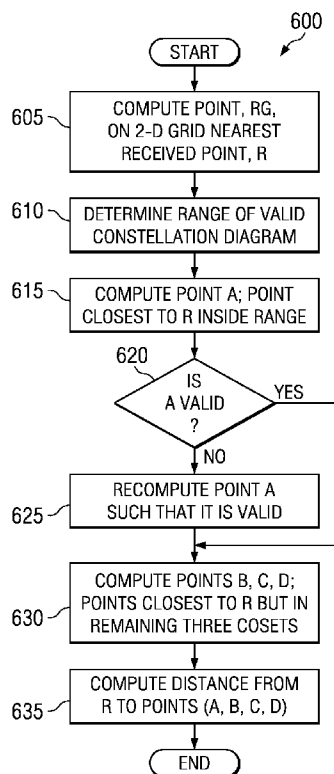 600
START
605
COMPUTE POINT, RG,
ON 2-D GRID NEAREST
RECEIVED POINT, R
610
DETERMINE RANGE OF VALID
CONSTELLATION DIAGRAM
615
COMPUTE POINT A; POINT
CLOSEST TO R INSIDE RANGE
620
IS
A VALID
?
YES
NO
625
RECOMPUTE POINT A
SUCH THAT IT IS VALID
630
COMPUTE POINTS B, C, D;
POINTS CLOSEST TO R BUT IN
REMAINING THREE COSETS
635
COMPUTE DISTANCE FROM
R TO POINTS (A, B, C, D)
END